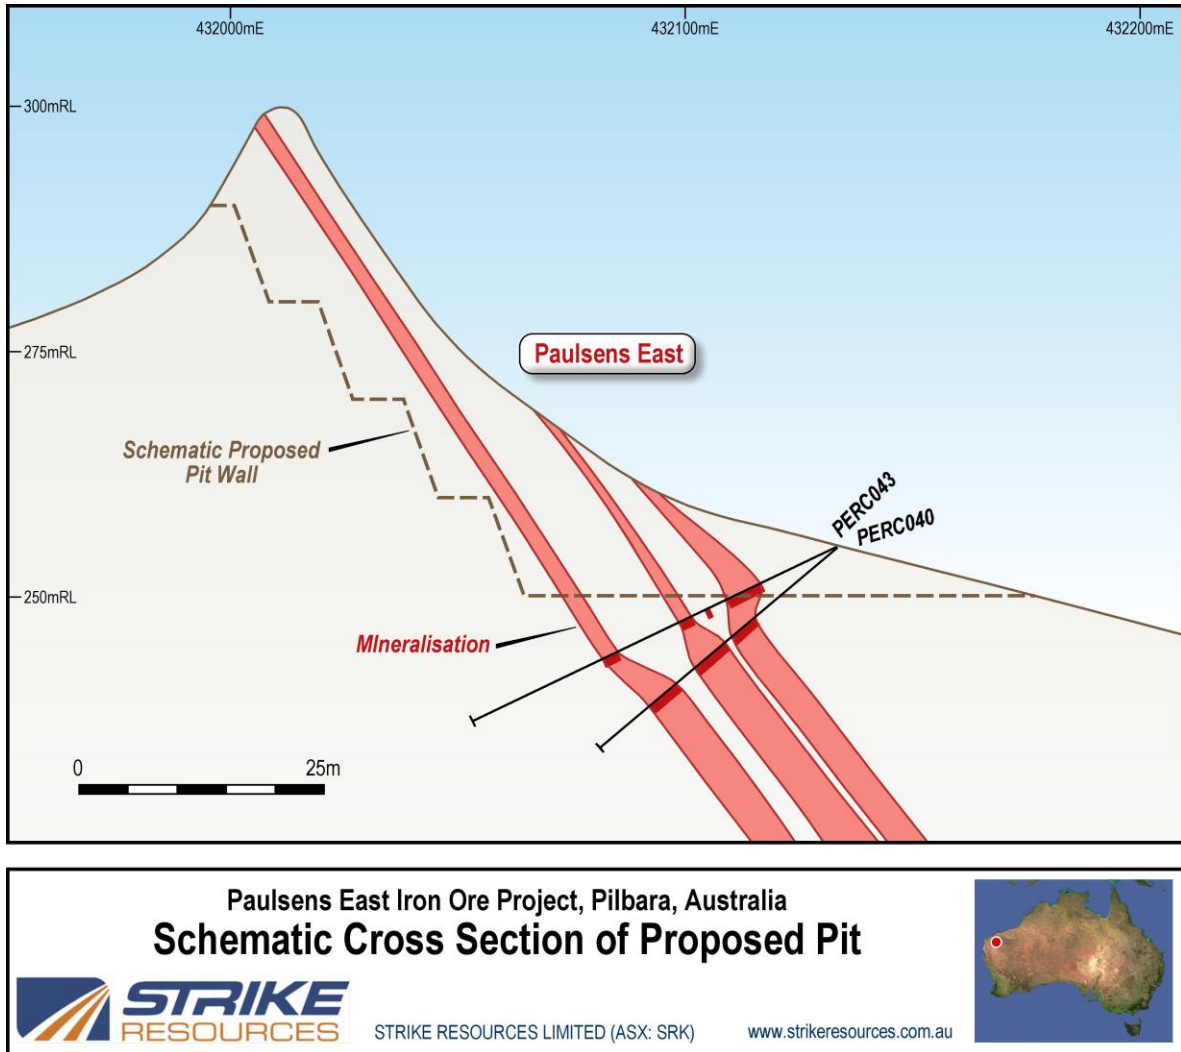 432000mE
432100mE
432200mE
300mRL
275mRL
Paulsens East
Schematic Proposed
Pit Wall
PERC043
PERC040
250mRL
MIneralisation
0
25m
Paulsens East Iron Ore Project, Pilbara, Australia
Schematic Cross Section of Proposed Pit
STRIKE
RESOURCES
STRIKE RESOURCES LIMITED (ASX: SRK)
www.strikeresources.com.au